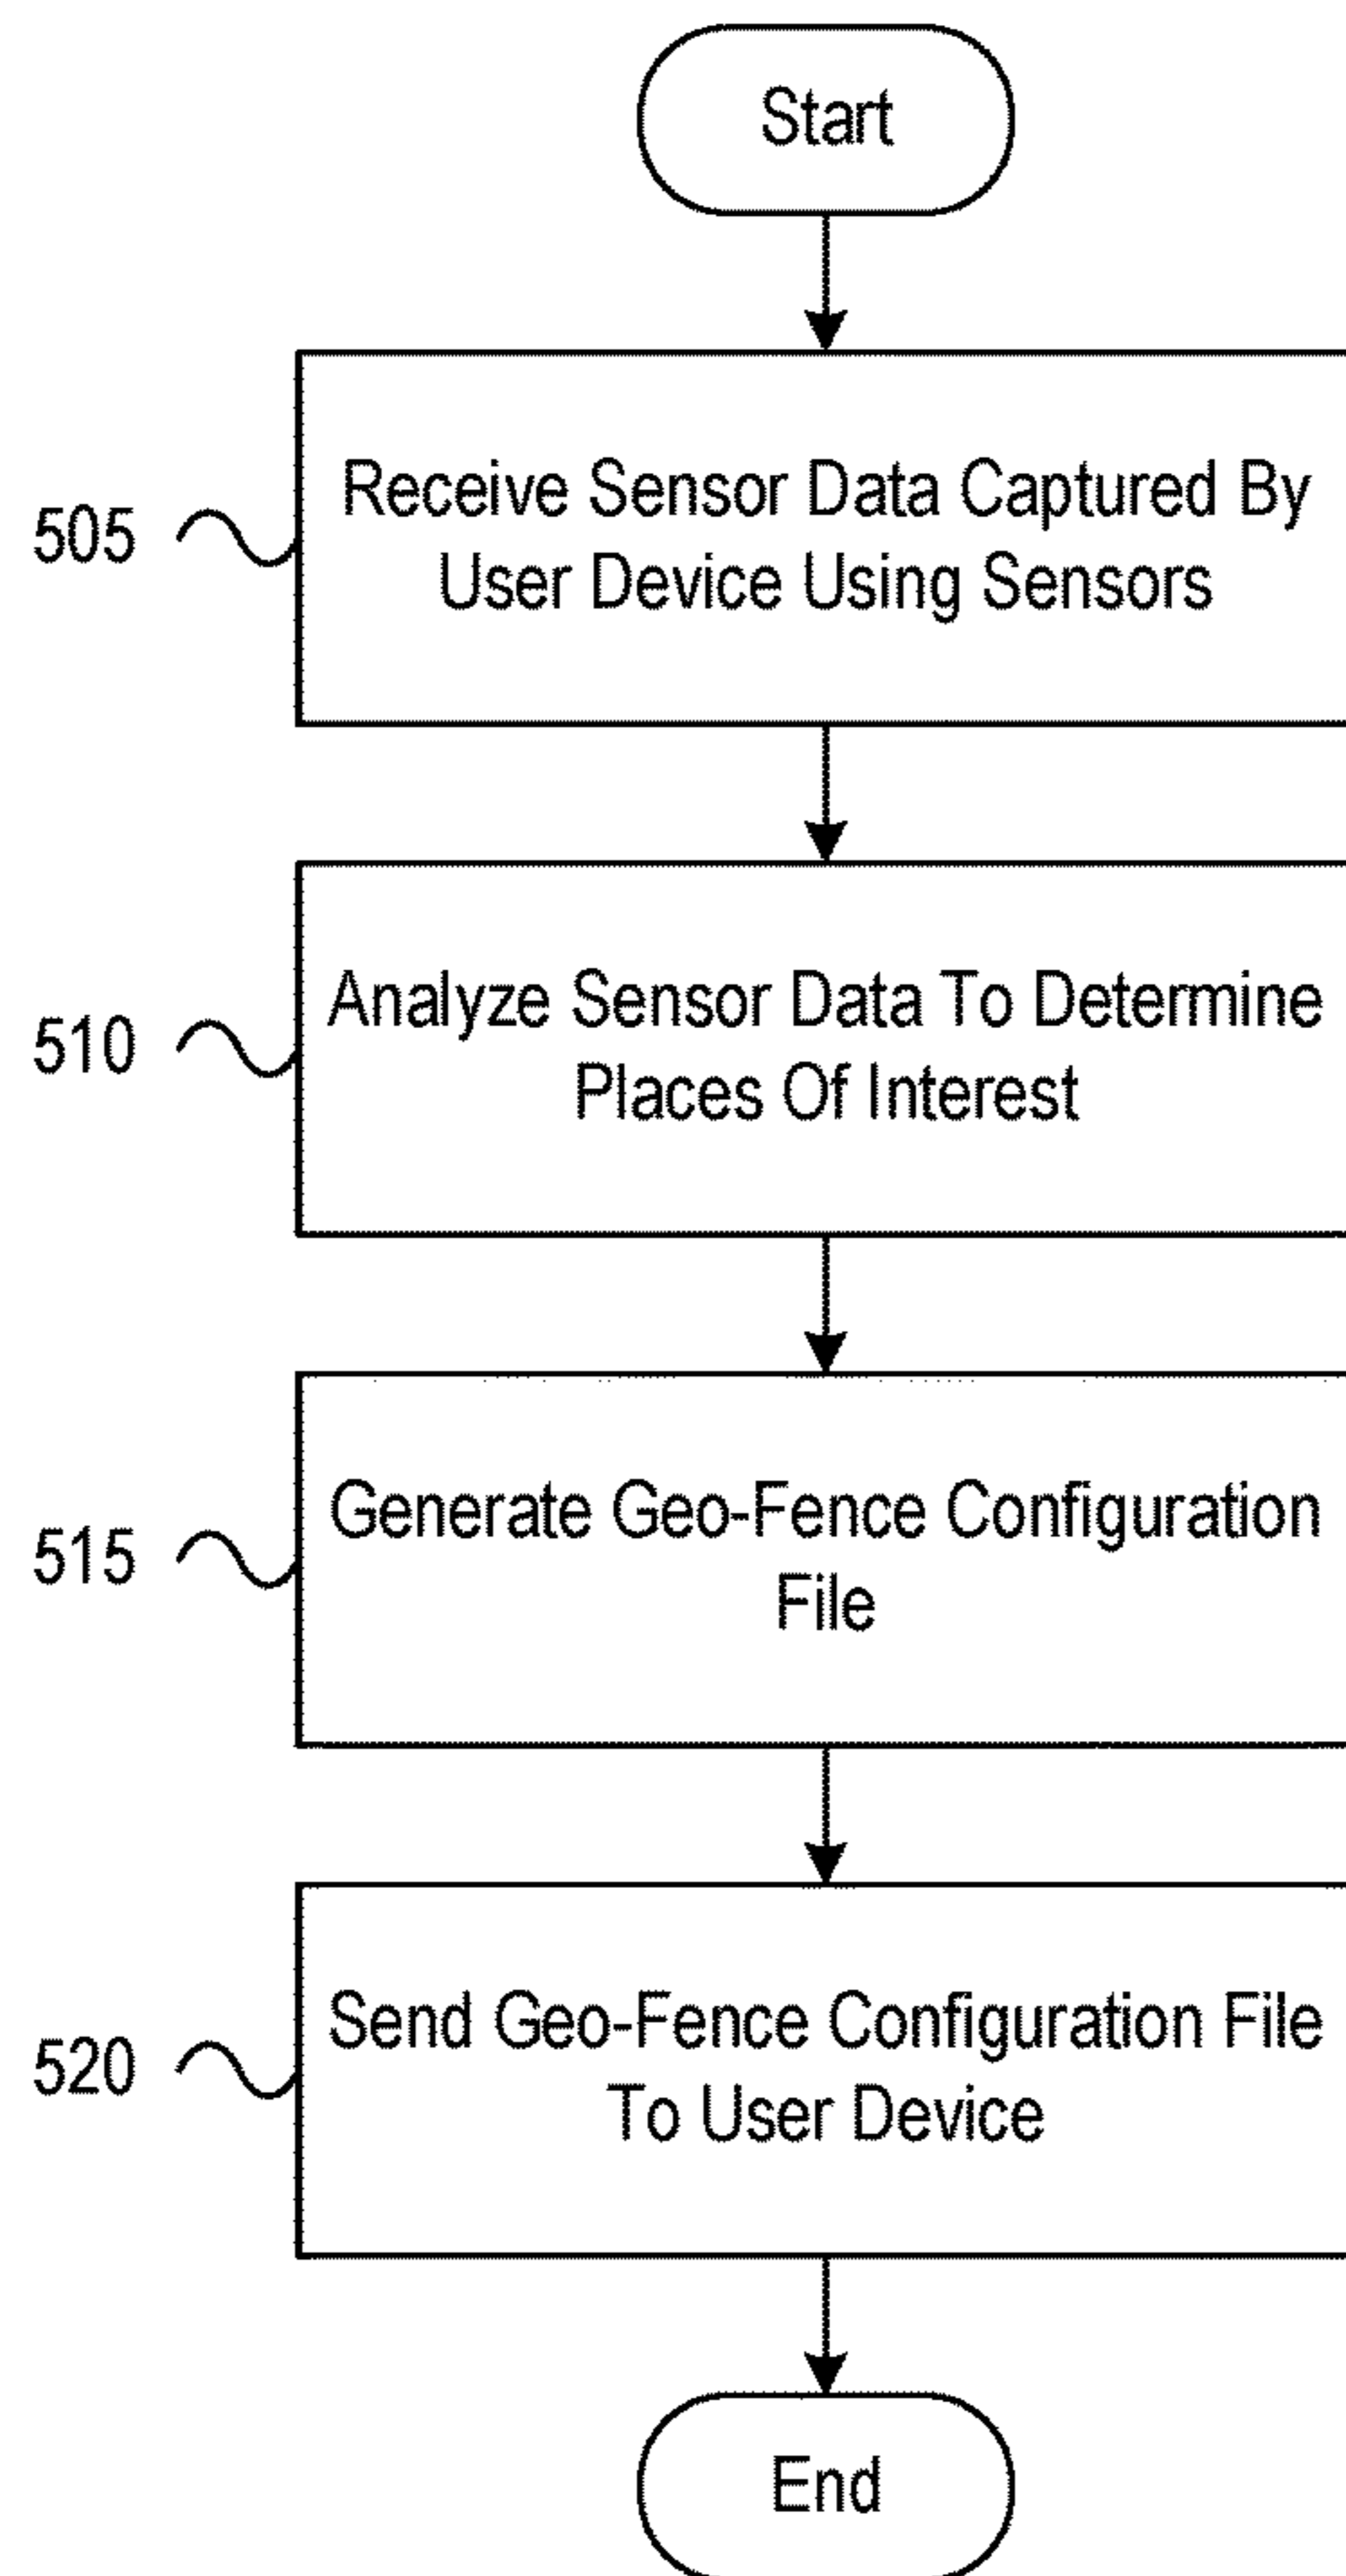 Start
505
Receive Sensor Data Captured By
User Device Using Sensors
510
Analyze Sensor Data To Determine
Places Of Interest
515
Generate Geo-Fence Configuration
File
520
Send Geo-Fence Configuration File
To User Device
End